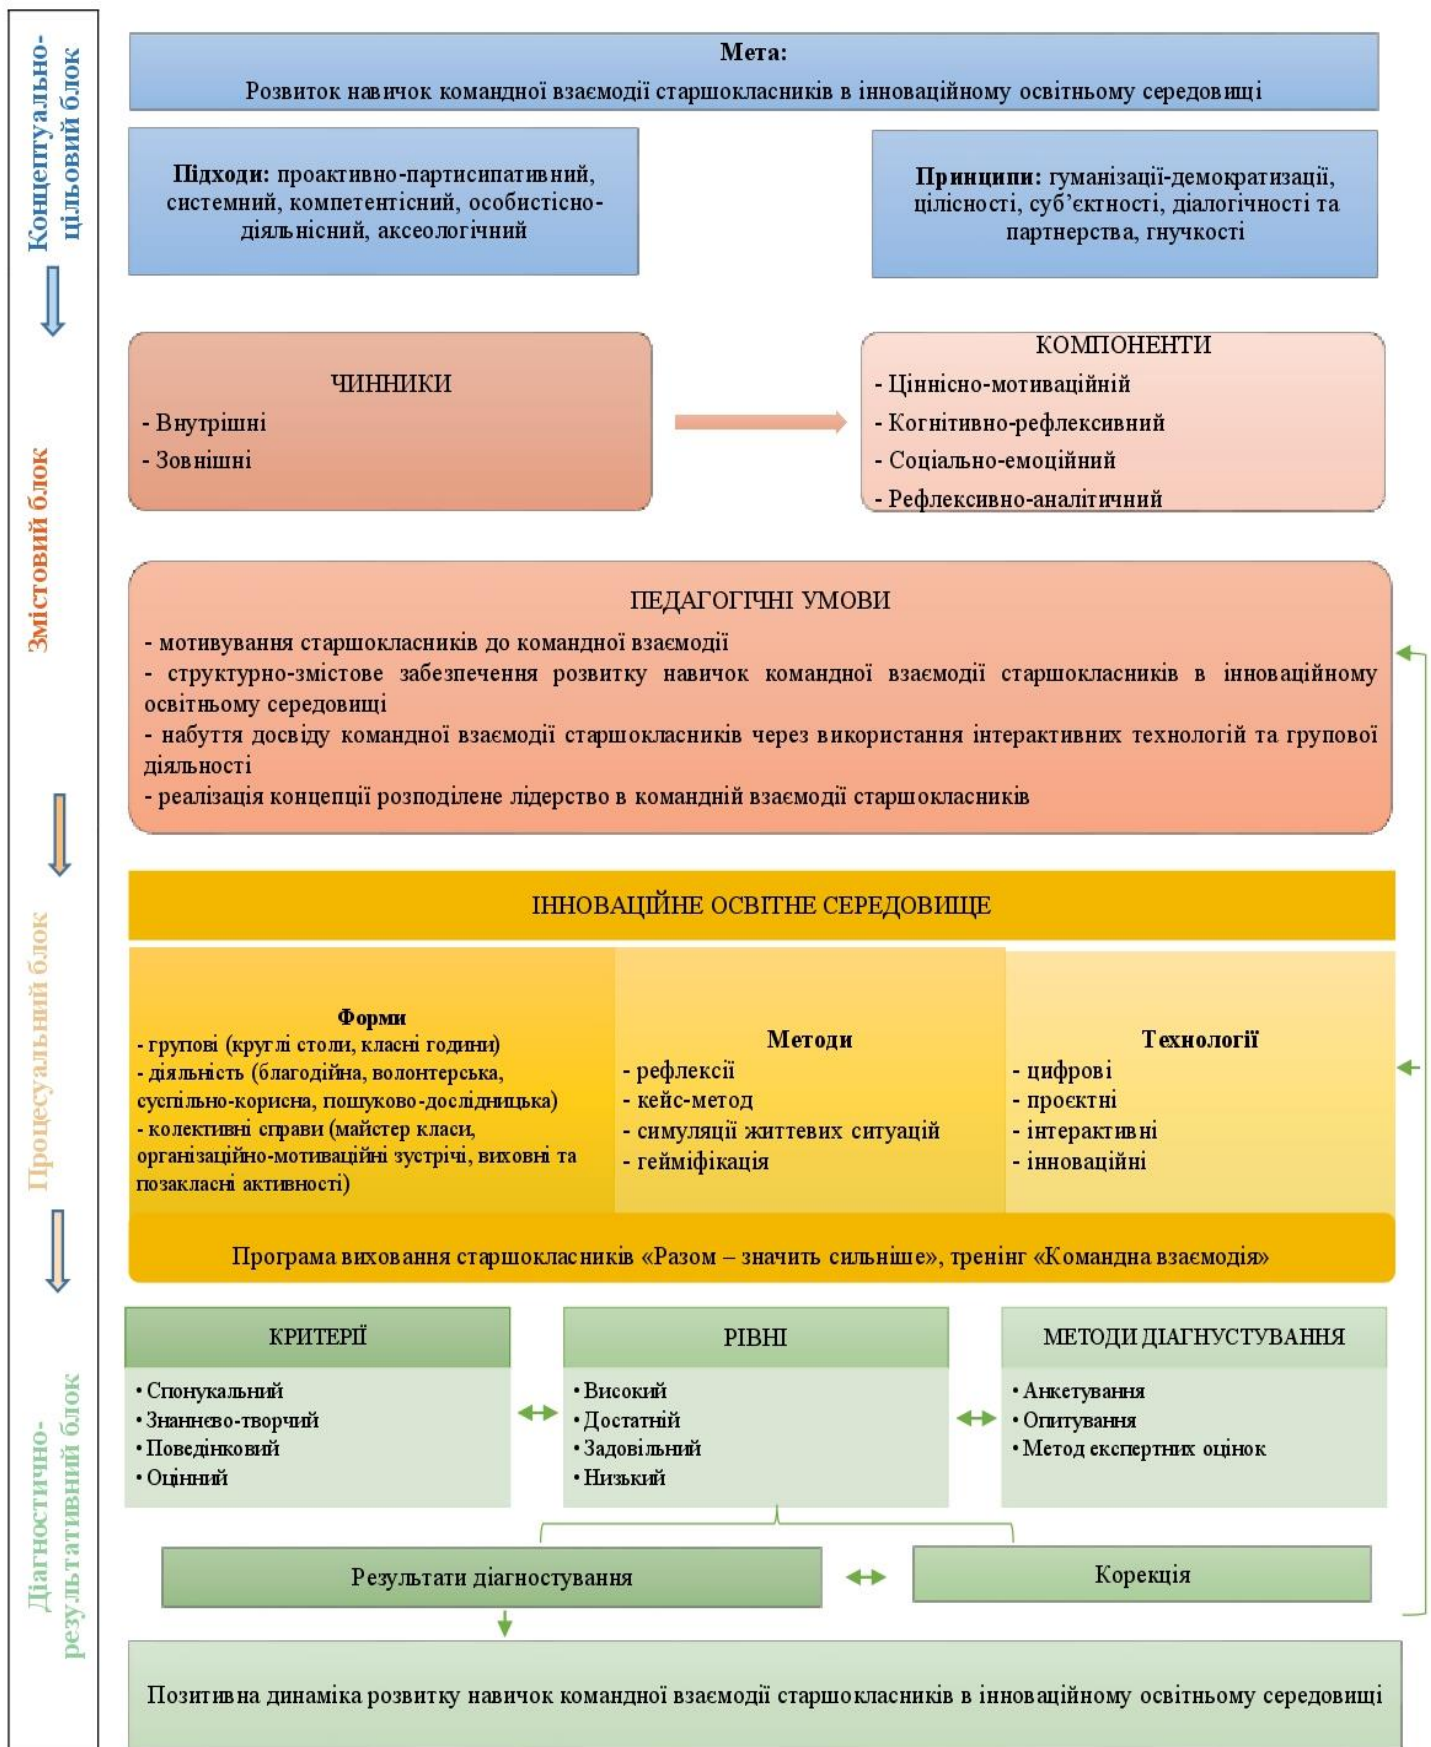 Концептуально-
цільовий блок
Мета:
Розвиток навичок командної взаємодії старшокласників в інноваційному освітньому середовищі
Підходи: проактивно-партисипативний,
системний, компетентісний, особистісно-
діяльнісний, аксеологічний
Принципи: гуманізації-демократизації,
цілісності, суб’єктності, діалогічності та
партнерства, гнучкості
Змістовий блок
ЧИННИКИ
- Внутрішні
- Зовнішні
КОМПОНЕНТИ
- Ціннісно-мотиваційній
- Когнітивно-рефлексивний
- Соціально-емоційний
- Рефлексивно-аналітичний
ПЕДАГОГІЧНІ УМОВИ
- мотивування старшокласників до командної взаємодії
- структурно-змістове забезпечення розвитку навичок командної взаємодії старшокласників в інноваційному
освітньому середовищі
- набуття досвіду командної взаємодії старшокласників через використання інтерактивних технологій та групової
діяльності
- реалізація концепції розподілене лідерство в командній взаємодії старшокласників
Процесуальний блок
ІННОВАЦІЙНЕ ОСВІТНЕ СЕРЕДОВИЩЕ
Форми
- групові (круглі столи, класні години)
- діяльність (благодійна, волонтерська,
суспільно-корисна, пошуково-дослідницька)
- колективні справи (майстер класи,
організаційно-мотиваційні зустрічі, виховні та
позакласні активності)
Методи
- рефлексії
- кейс-метод
- симуляції життєвих ситуацій
- гейміфікація
Технології
- цифрові
- проєктні
- інтерактивні
- інноваційні
Програма виховання старшокласників «Разом – значить сильніше», тренінг «Командна взаємодія»
Діагностично-
результативний блок
КРИТЕРІЇ
• Спонукальний
• Знаннєво-творчий
• Поведінковий
• Оцінний
РІВНІ
• Високий
• Достатній
• Задовільний
• Низький
МЕТОДИ ДІАГНУСТУВАННЯ
• Анкетування
• Опитування
• Метод експертних оцінок
Результати діагностування
Корекція
Позитивна динаміка розвитку навичок командної взаємодії старшокласників в інноваційному освітньому середовищі